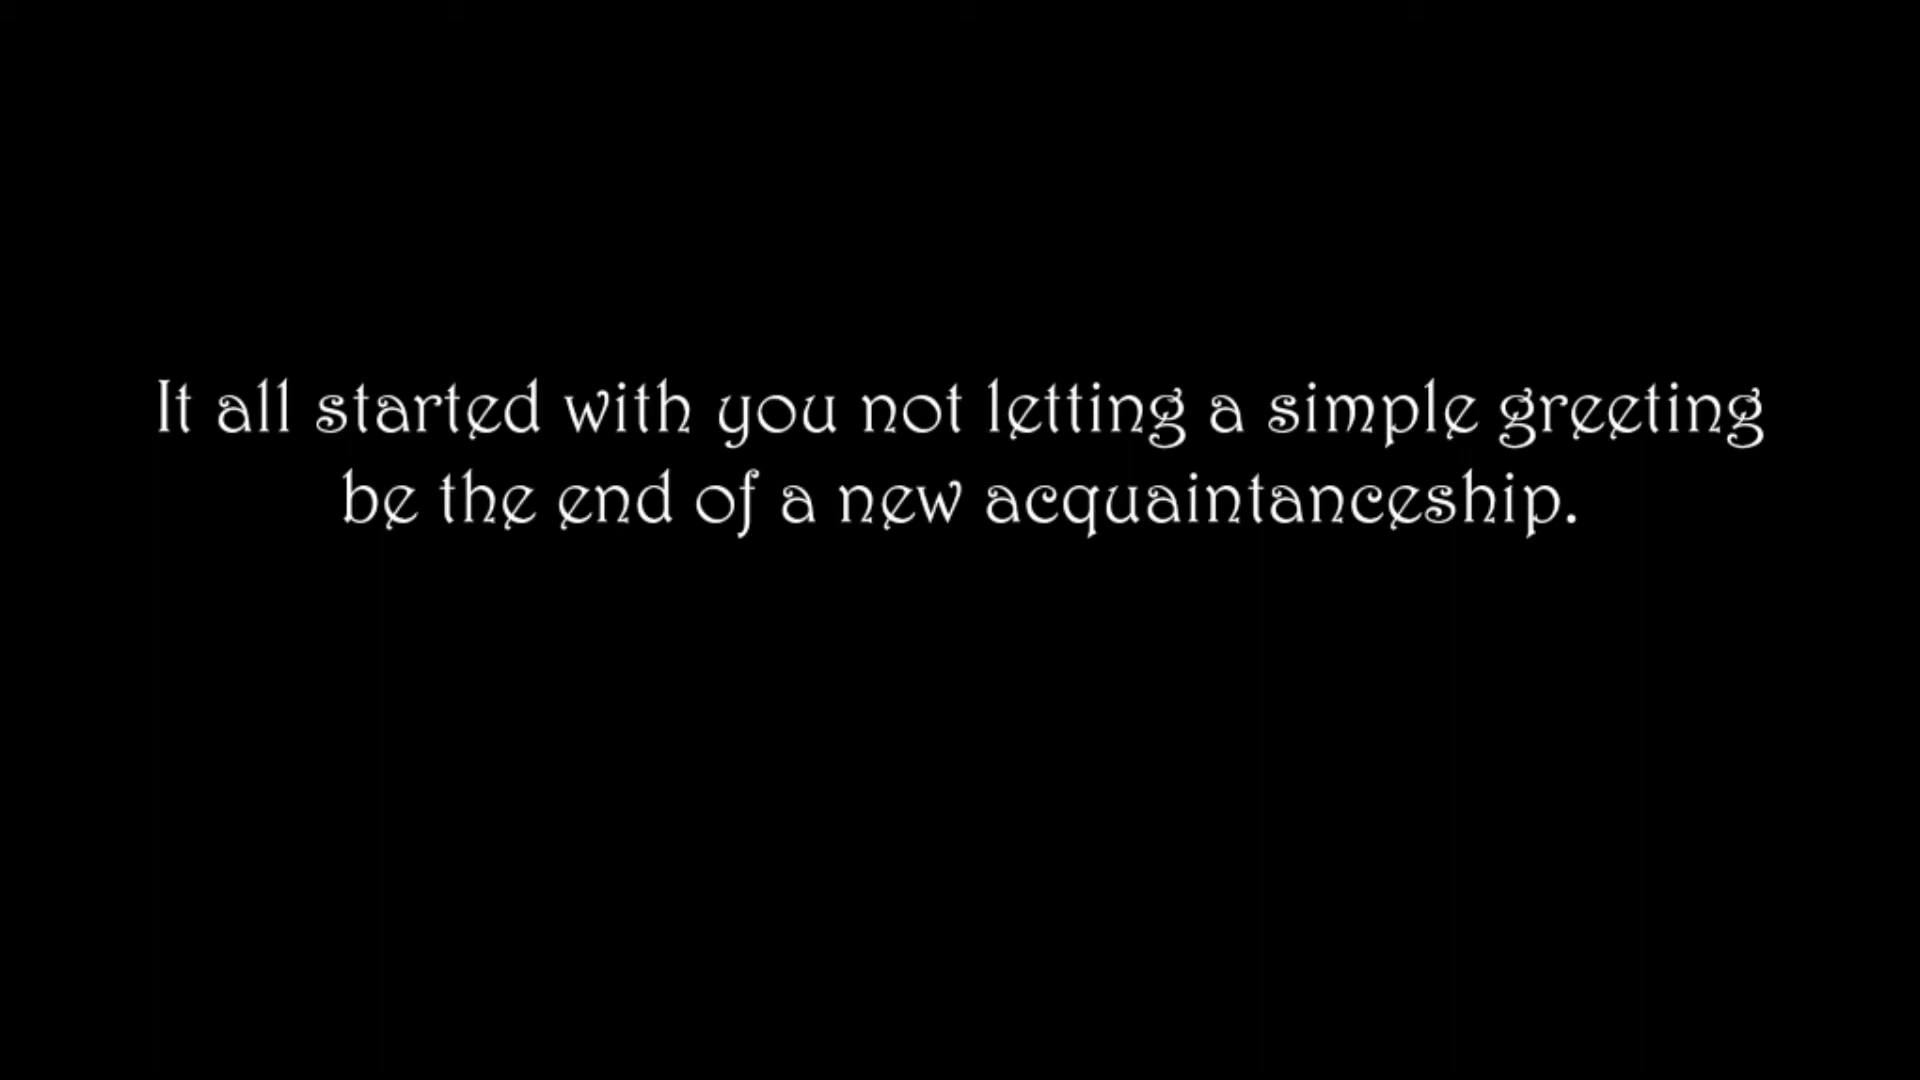 It all started with you not letting a simple greeting
be the end of a new acquaintanceship.